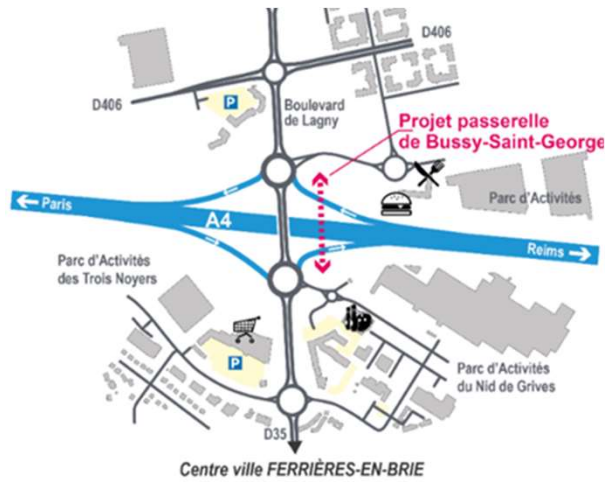 D406
D406
P
Boulevard
de Lagny
Projet passerelle
de Bussy-Saint-George
Paris
A4
Parc d'Activités
Reims
Parc d'Activitès
des Trois Noyers
P
Parc d'Activités
du Nid de Grives
D35
Centre ville FERRIÈRES-EN-BRIE